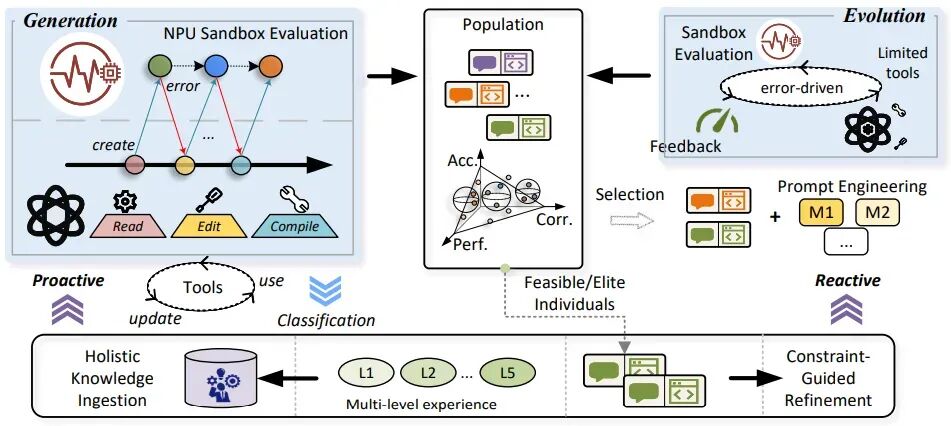 Generation
NPU Sandbox Evaluation
error
create
...
Read
Edit
Compile
Population
...
Acc.
Corr.
Perf.
Evolution
Sandbox
Evaluation
Limited
tools
error-driven
Feedback
Selection
Prompt Engineering
+
M1
M2
...
Proactive
Tools
use
update
Classification
Feasible/Elite
Individuals
Reactive
Holistic
Knowledge
Ingestion
L1
L2
...
L5
Multi-level experience
Constraint-
Guided
Refinement